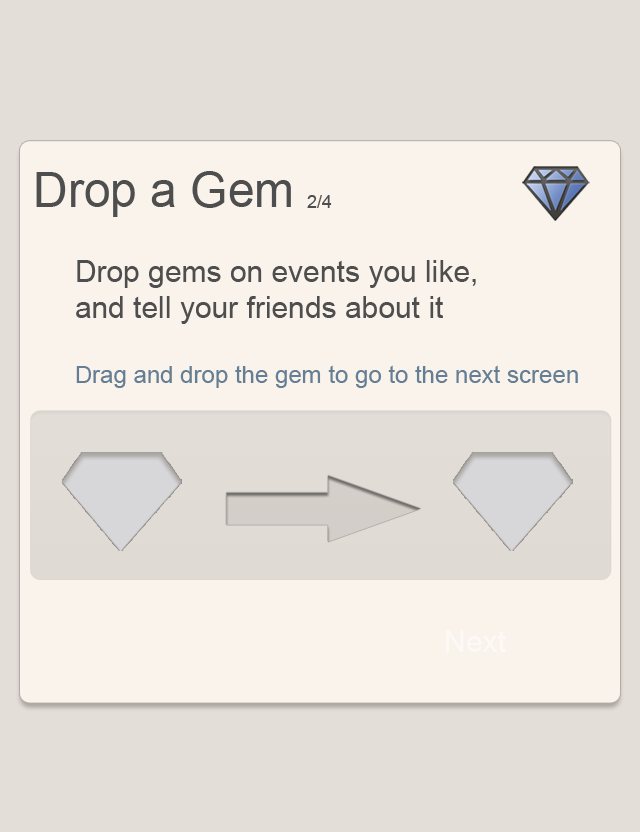 Drop a Gem 2/4
Drop gems on events you like,
and tell your friends about it
Drag and drop the gem to go to the next screen
Next